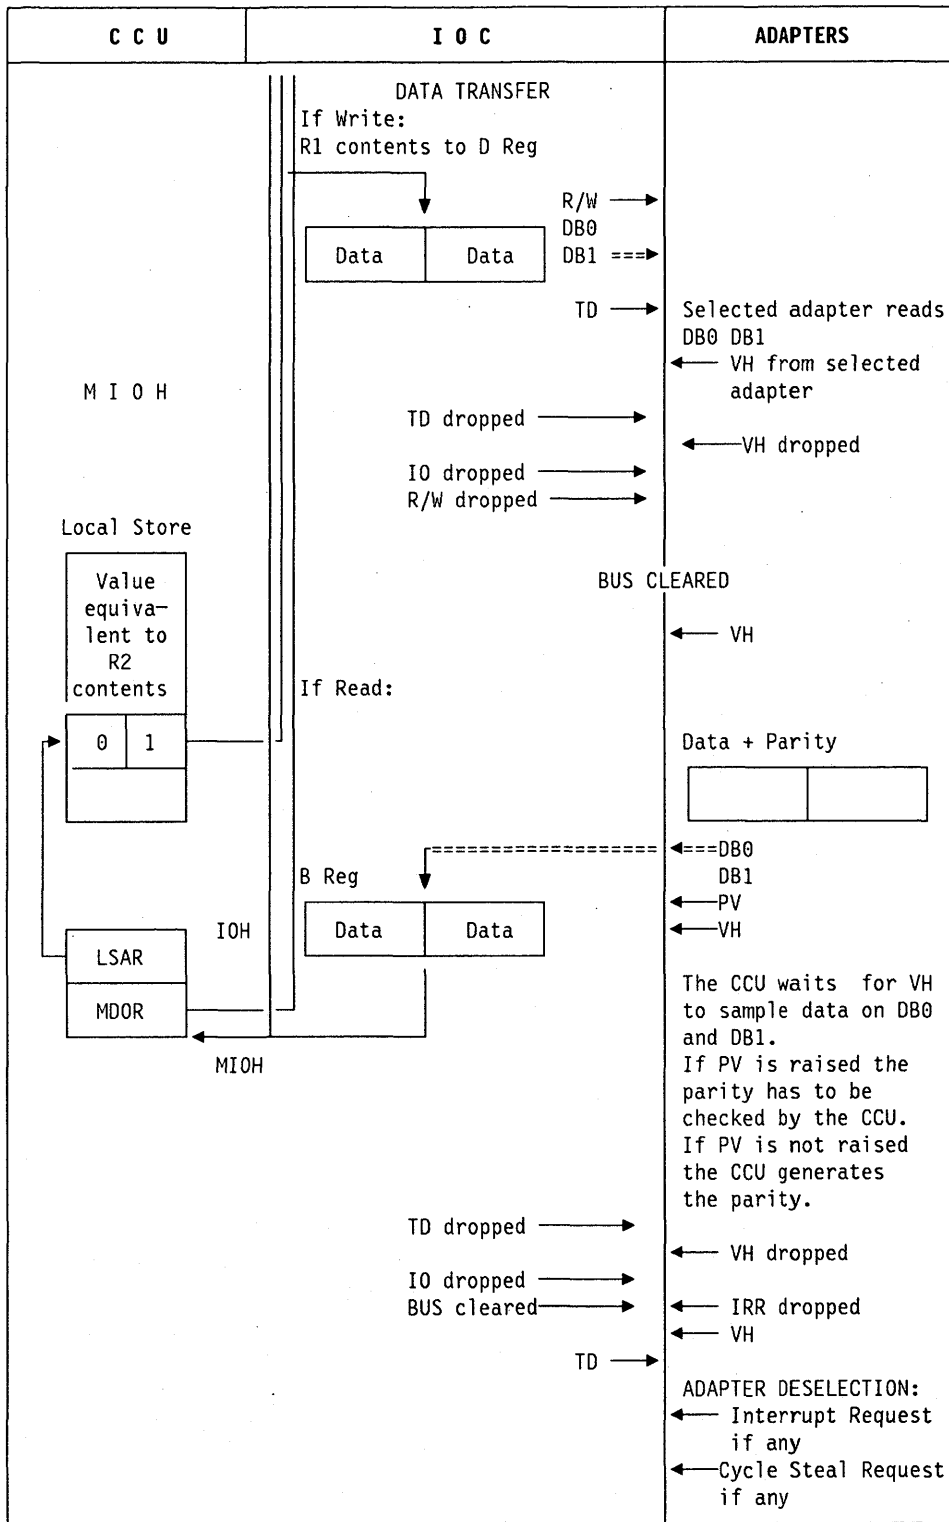 C C U
I O C
ADAPTERS
DATA TRANSFER
If Write:
R1 contents to D Reg
R/W
DB0
Data
Data
DB1 ===
TD
Selected adapter reads
DB0 DB1
VH from selected
adapter
M I O H
TD dropped
VH dropped
IO dropped
R/W dropped
Local Store
Value
equiva-
lent to
R2
contents
BUS CLEARED
VH
If Read:
0
1
Data + Parity
===DB0
DB1
B Reg
PV
IOH
Data
Data
VH
LSAR
MDOR
MIOH
The CCU waits for VH
to sample data on DB0
and DB1.
If PV is raised the
parity has to be
checked by the CCU.
If PV is not raised
the CCU generates
the parity.
TD dropped
VH dropped
IO dropped
BUS cleared
IRR dropped
VH
TD
ADAPTER DESELECTION:
Interrupt Request
if any
Cycle Steal Request
if any